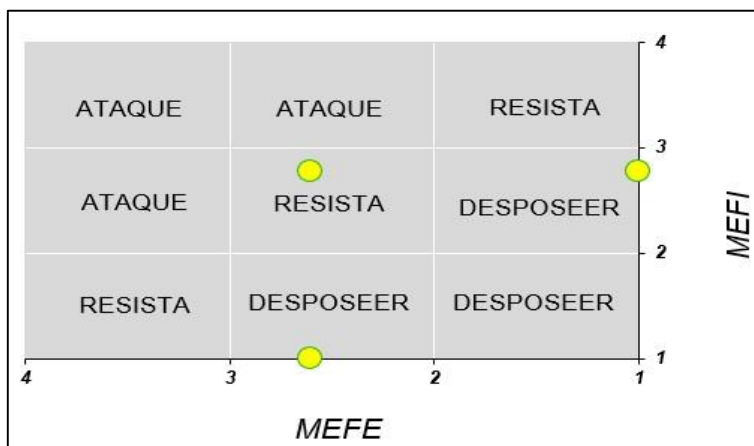 4
ATAQUE ATAQUE RESISTA
3
ATAQUE RESISTA DESPOSEER
MEFI
2
RESISTA DESPOSEER DESPOSEER
1
4 3 2 1
MEFE